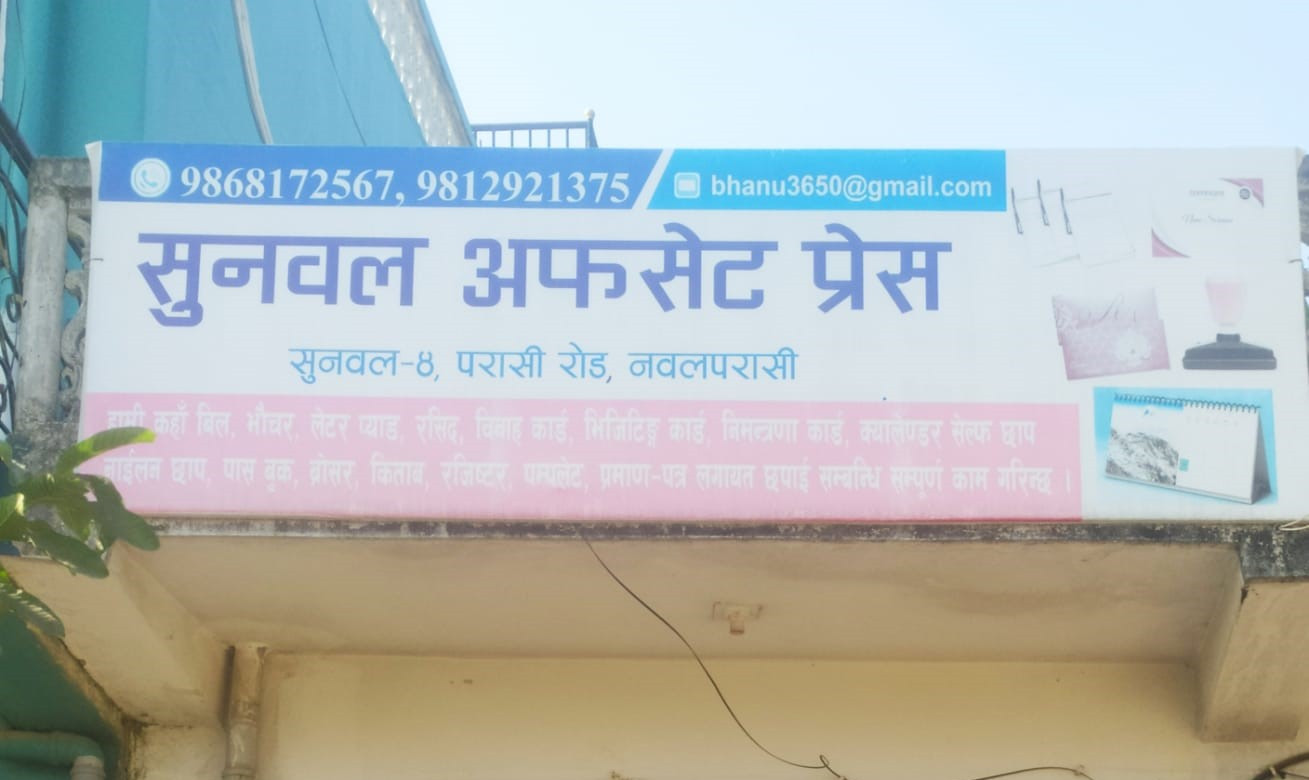 9868172567, 9812921375 bhanu3650@gmail.com
सुनवल अफसेट प्रेस
सुनवल-४, परासी रोड, नवलपरासी
हामी कहाँ बिल, भौचर, लेटर प्याड, रसिद, विवाह कार्ड, भिजिटिङ्ग कार्ड, निमन्त्रणा कार्ड, क्यालेण्डर सेल्फ छाप
नाईलन छाप, पास बुक, ब्रोसर, किताब, रजिष्टर, पम्पलेट, प्रमाण-पत्र लगायत छपाई सम्बन्धि सम्पूर्ण काम गरिन्छ ।